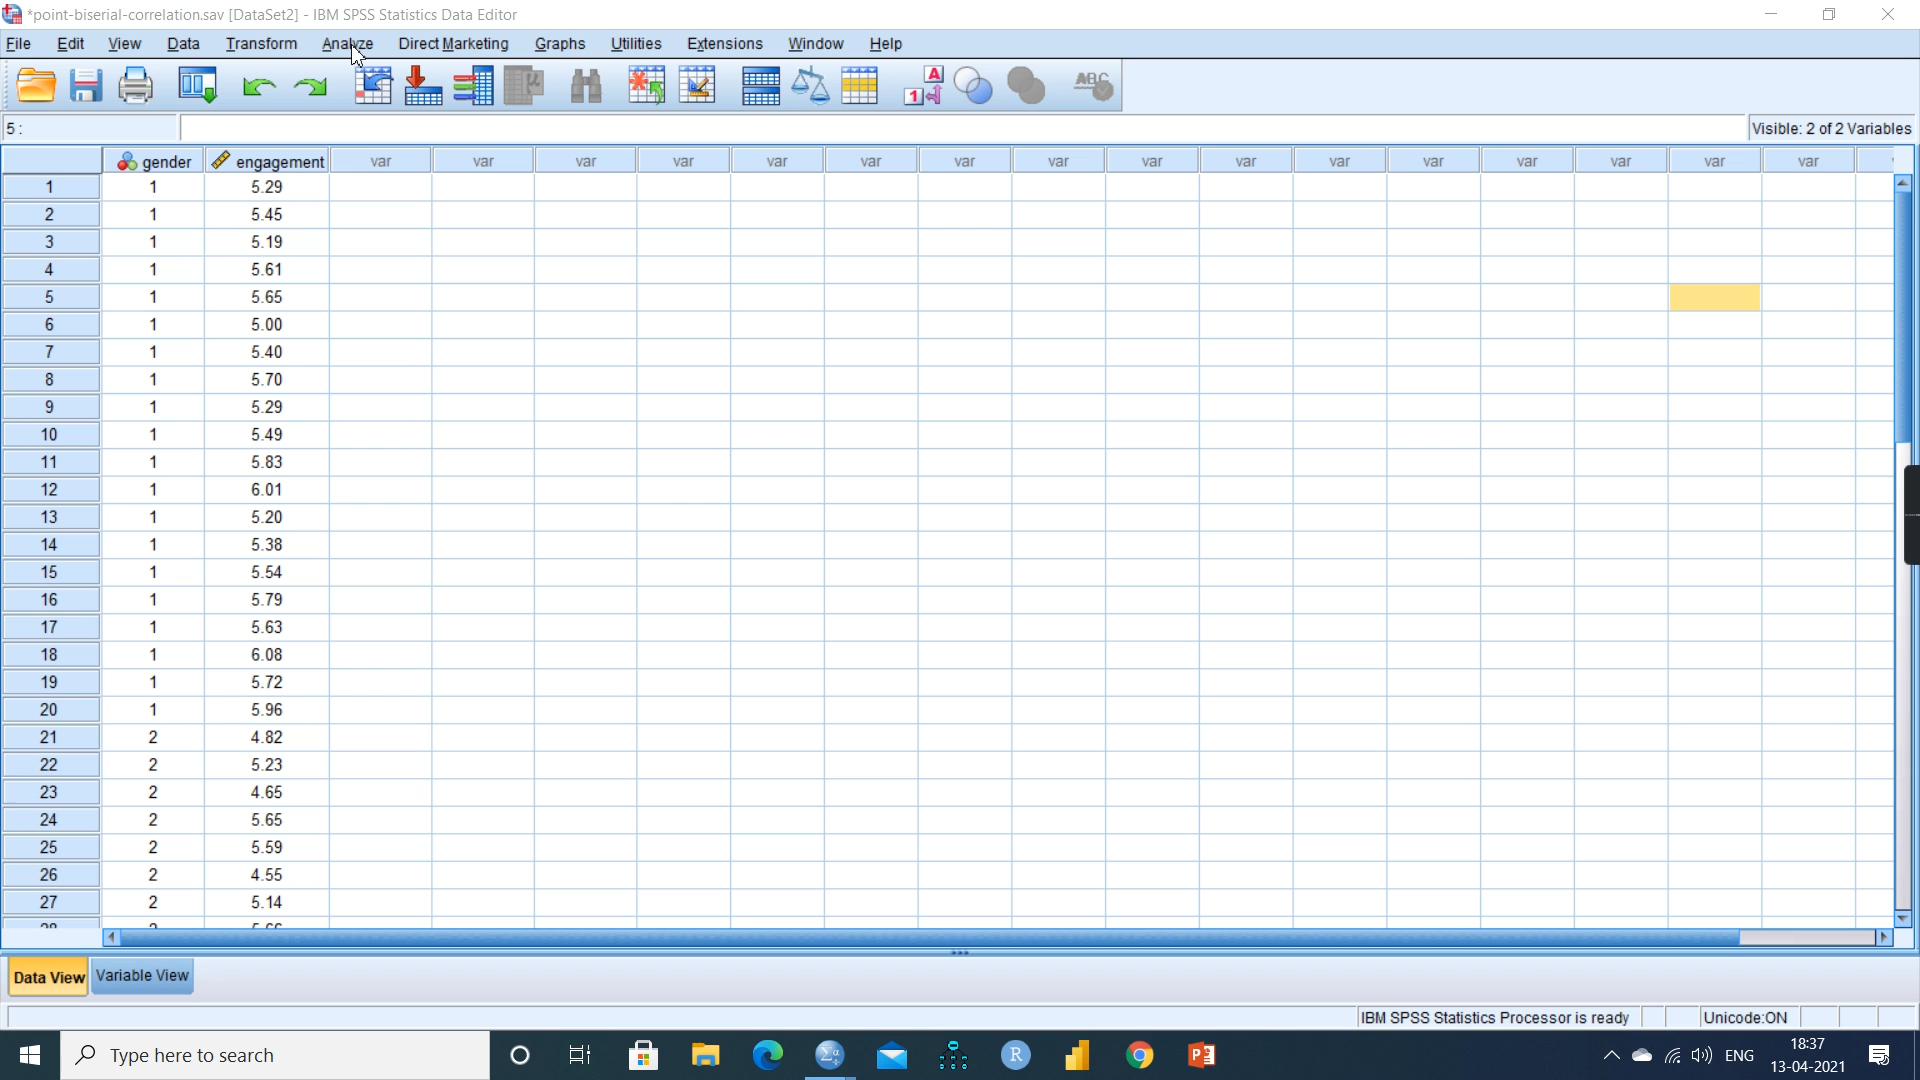 *point-biserial-correlation.sav [DataSet2] - IBM SPSS Statistics Data Editor
File Edit View Data Transform Analyze Direct Marketing Graphs Utilities Extensions Window Help
5 : Visible: 2 of 2 Variables
gender engagement var var var var var var var var var var var var var var var var
1 1 5.29
2 1 5.45
3 1 5.19
4 1 5.61
5 1 5.65
6 1 5.00
7 1 5.40
8 1 5.70
9 1 5.29
10 1 5.49
11 1 5.83
12 1 6.01
13 1 5.20
14 1 5.38
15 1 5.54
16 1 5.79
17 1 5.63
18 1 6.08
19 1 5.72
20 1 5.96
21 2 4.82
22 2 5.23
23 2 4.65
24 2 5.65
25 2 5.59
26 2 4.55
27 2 5.14
Data View Variable View
IBM SPSS Statistics Processor is ready Unicode:ON
Type here to search ENG 18:37
13-04-2021